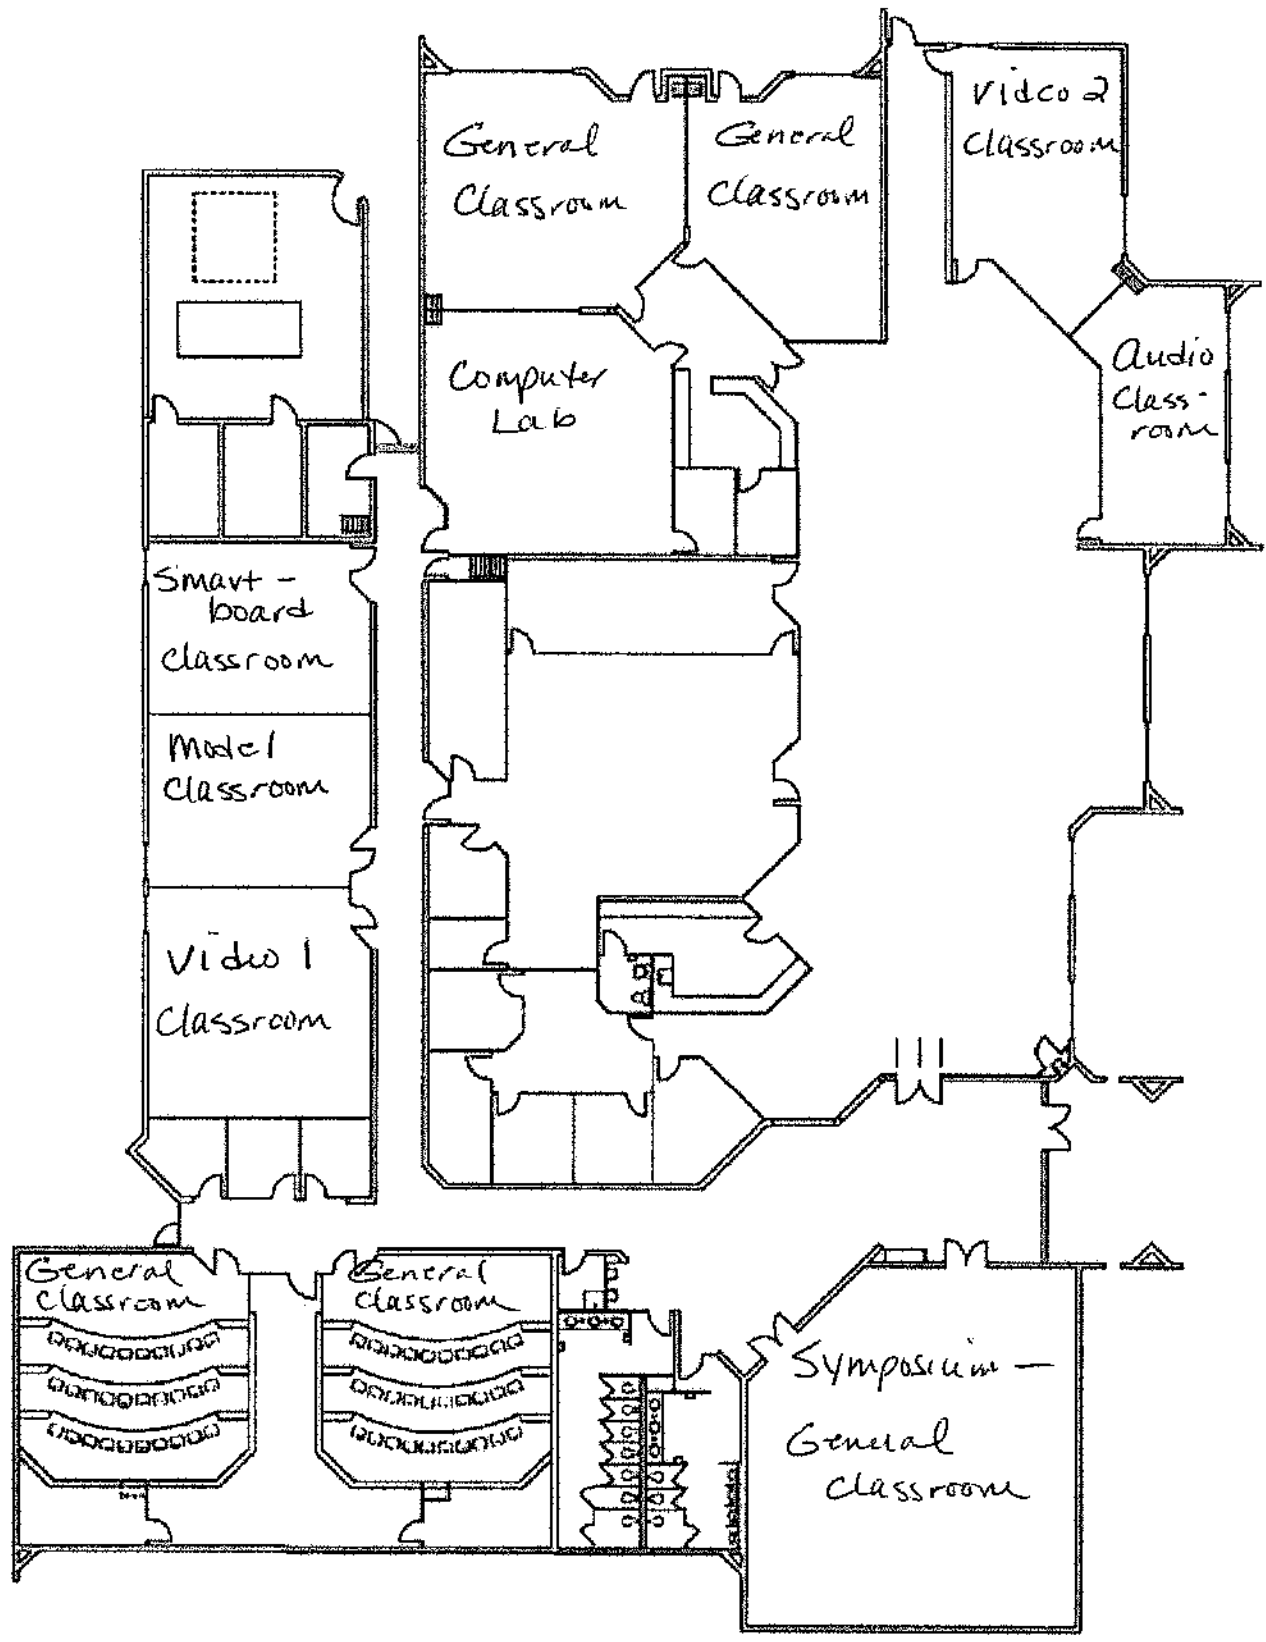 General
Classroom
General
Classroom
Video 2
Classroom
Computer
Lab
Audio
Class-
room
Smart-
board
Classroom
Model
Classroom
Video 1
Classroom
General
Classroom
General
Classroom
Symposium -
General
Classroom